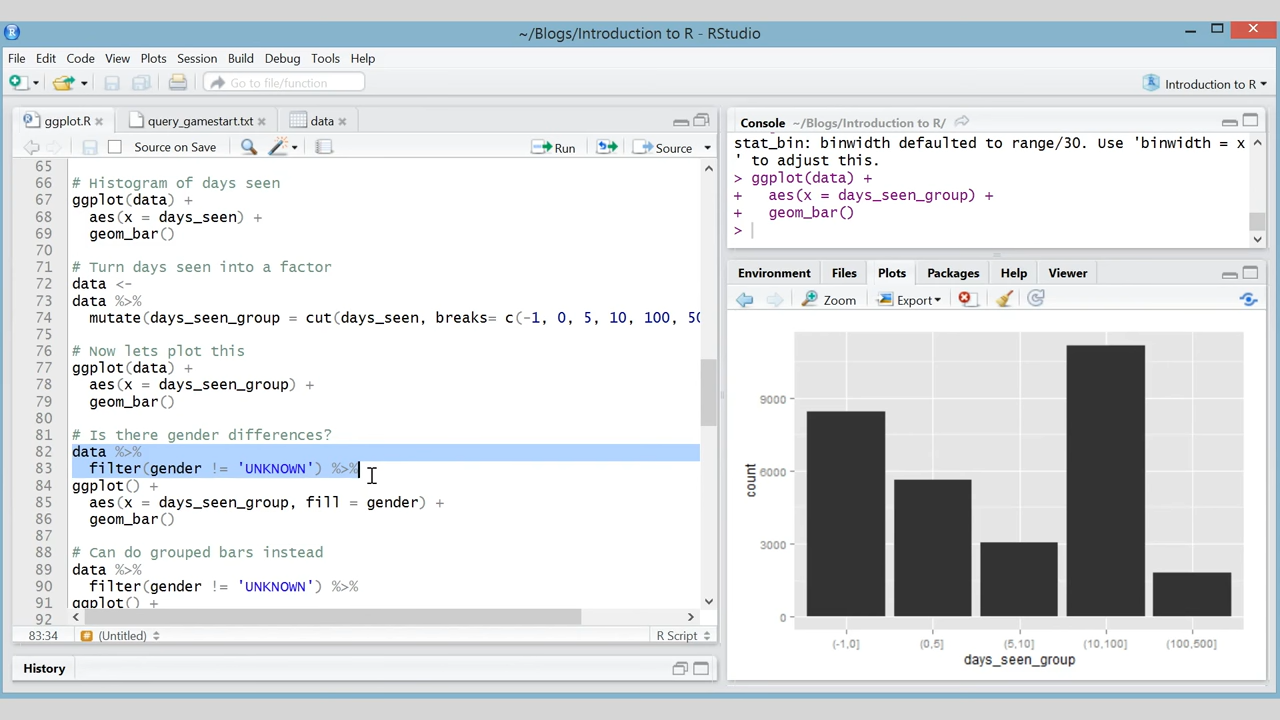 ~/Blogs/Introduction to R - RStudio
File Edit Code View Plots Session Build Debug Tools Help
Go to file/function
Introduction to R
ggplot.R
query_gamestart.txt
data
Source on Save
Run
Source
65
66 # Histogram of days seen
67 ggplot(data) +
68 aes(x = days_seen) +
69 geom_bar()
70
71 # Turn days seen into a factor
72 data <-
73 data %>%
74 mutate(days_seen_group = cut(days_seen, breaks= c(-1, 0, 5, 10, 100, 50
75
76 # Now lets plot this
77 ggplot(data) +
78 aes(x = days_seen_group) +
79 geom_bar()
80
81 # Is there gender differences?
82 data %>%
83 filter(gender != 'UNKNOWN') %>%
84 ggplot() +
85 aes(x = days_seen_group, fill = gender) +
86 geom_bar()
87
88 # Can do grouped bars instead
89 data %>%
90 filter(gender != 'UNKNOWN') %>%
91 ggplot() +
92
83:34 (Untitled) R Script
History
Console ~/Blogs/Introduction to R/
stat_bin: binwidth defaulted to range/30. Use 'binwidth = x
' to adjust this.
> ggplot(data) +
+ aes(x = days_seen_group) +
+ geom_bar()
>
Environment Files Plots Packages Help Viewer
Zoom Export
9000
6000
3000
0
count
(-1,0] (0,5] (5,10] (10,100] (100,500]
days_seen_group